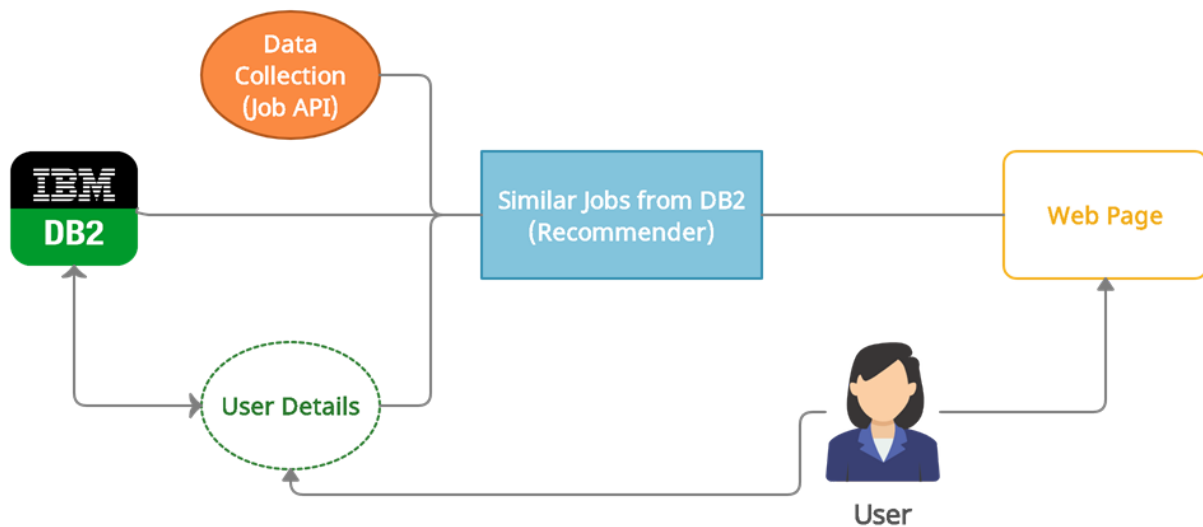 Data
Collection
(Job API)
IBM
DB2
Similar Jobs from DB2
(Recommender)
Web Page
User Details
User